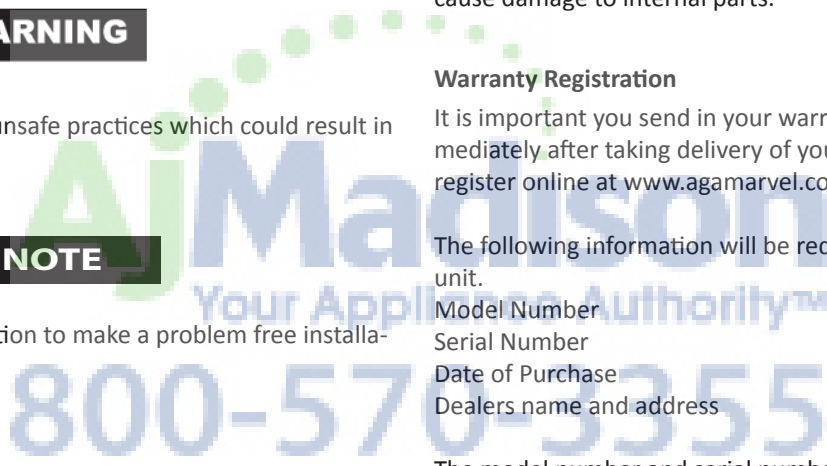 ARNING
unsafe practices which could result in
NOTE
tion to make a problem free installa-
cause damage to internal parts.
Warranty Registration
It is important you send in your warr
mediately after taking delivery of you
register online at www.agamarvel.co
The following information will be req
unit.
Model Number
Serial Number
Date of Purchase
Dealers name and address
The model number and serial number
AjMadison
Your Appliance Authority™
800-570-3355